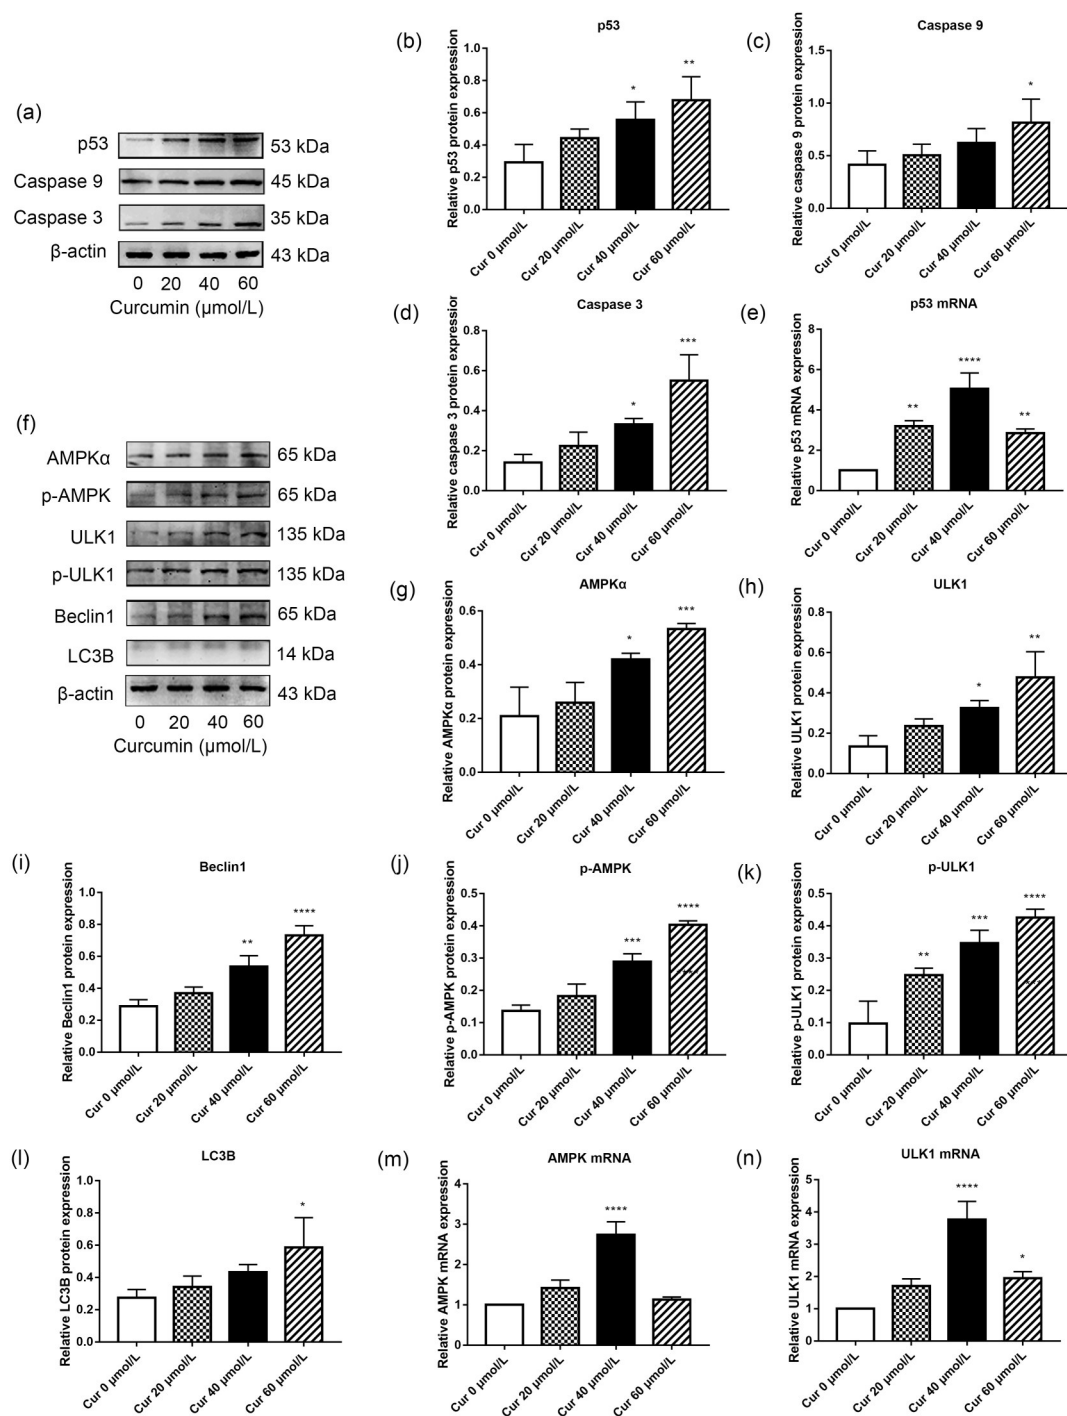 (a)
p53
53 kDa
Caspase 9
45 kDa
Caspase 3
35 kDa
β-actin
43 kDa
0 20 40 60
Curcumin (μmol/L)
(b)
p53
Relative p53 protein expression
1.0
0.8
0.6
0.4
0.2
0.0
*
**
Cur 0 μmol/L
Cur 20 μmol/L
Cur 40 μmol/L
Cur 60 μmol/L
(c)
Caspase 9
Relative caspase 9 protein expression
1.5
1.0
0.5
0.0
*
Cur 0 μmol/L
Cur 20 μmol/L
Cur 40 μmol/L
Cur 60 μmol/L
(d)
Caspase 3
Relative caspase 3 protein expression
0.8
0.6
0.4
0.2
0.0
*
***
Cur 0 μmol/L
Cur 20 μmol/L
Cur 40 μmol/L
Cur 60 μmol/L
(e)
p53 mRNA
Relative p53 mRNA expression
8
6
4
2
0
**
****
**
Cur 0 μmol/L
Cur 20 μmol/L
Cur 40 μmol/L
Cur 60 μmol/L
(f)
AMPKα
65 kDa
p-AMPK
65 kDa
ULK1
135 kDa
p-ULK1
135 kDa
Beclin1
65 kDa
LC3B
14 kDa
β-actin
43 kDa
0 20 40 60
Curcumin (μmol/L)
(g)
AMPKα
Relative AMPKα protein expression
0.6
0.4
0.2
0.0
*
***
Cur 0 μmol/L
Cur 20 μmol/L
Cur 40 μmol/L
Cur 60 μmol/L
(h)
ULK1
Relative ULK1 protein expression
0.8
0.6
0.4
0.2
0.0
*
**
Cur 0 μmol/L
Cur 20 μmol/L
Cur 40 μmol/L
Cur 60 μmol/L
(i)
Beclin1
Relative Beclin1 protein expression
1.0
0.8
0.6
0.4
0.2
0.0
**
****
Cur 0 μmol/L
Cur 20 μmol/L
Cur 40 μmol/L
Cur 60 μmol/L
(j)
p-AMPK
Relative p-AMPK protein expression
0.5
0.4
0.3
0.2
0.1
0.0
***
****
***
Cur 0 μmol/L
Cur 20 μmol/L
Cur 40 μmol/L
Cur 60 μmol/L
(k)
p-ULK1
Relative p-ULK1 protein expression
0.5
0.4
0.3
0.2
0.1
0.0
**
***
****
Cur 0 μmol/L
Cur 20 μmol/L
Cur 40 μmol/L
Cur 60 μmol/L
(l)
LC3B
Relative LC3B protein expression
1.0
0.8
0.6
0.4
0.2
0.0
*
Cur 0 μmol/L
Cur 20 μmol/L
Cur 40 μmol/L
Cur 60 μmol/L
(m)
AMPK mRNA
Relative AMPK mRNA expression
4
3
2
1
0
****
Cur 0 μmol/L
Cur 20 μmol/L
Cur 40 μmol/L
Cur 60 μmol/L
(n)
ULK1 mRNA
Relative ULK1 mRNA expression
5
4
3
2
1
0
****
*
Cur 0 μmol/L
Cur 20 μmol/L
Cur 40 μmol/L
Cur 60 μmol/L